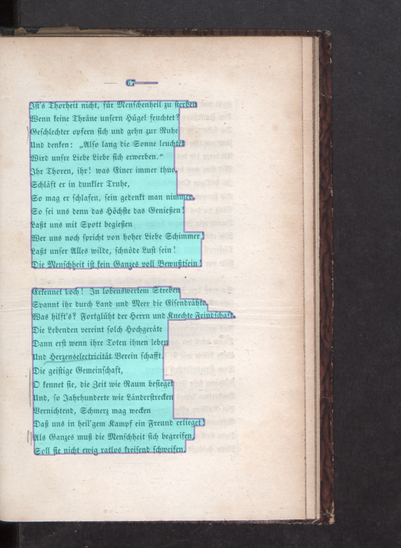 Ist's Thorheit nicht, für Menschenheil zu sterben
Wenn keine Thräne unsern Hügel feuchtet?
Geschlechter opfern sich und gehn zur Ruhe
Und denken: „Also lang die Sonne leuchtet
Wird unsre Liebe Liebe sich erwerben.“
Ihr Thoren, ihr! was Einer immer thue,
Schläft er in dunkler Truhe,
So mag er schlafen, sein gedenkt man nimmer.
So sei uns denn das Höchste das Genießen!
Laßt uns mit Spott begießen
Wer uns noch spricht von hoher Liebe Schimmer,
Laßt unser Alles wilde, schnöde Lust sein!
Die Menschheit ist kein Ganzes voll Bewußtsein!
Erkennet doch! In lobenswertem Streben
Spannt ihr durch Land und Meer die Eisendrähte,
Was hilft's? Fortglüht der Herrn und Knechte
Die Lebenden vereint solch Hochgeräte
Dann erst wenn ihre Toten ihnen leben
Und Herzenselectricität Verein schafft.
Die geistige Gemeinschaft,
O kennet sie, die Zeit wie Raum besieget
Und, so Jahrhunderte wie Länderstrecken
Vernichtend, Schmerz mag wecken
Daß uns in heil'gem Kampf ein Freund erlieget!
Als Ganzes muß die Menschheit sich begreifen,
Soll sie nicht ewig ratlos kreisend schweifen.